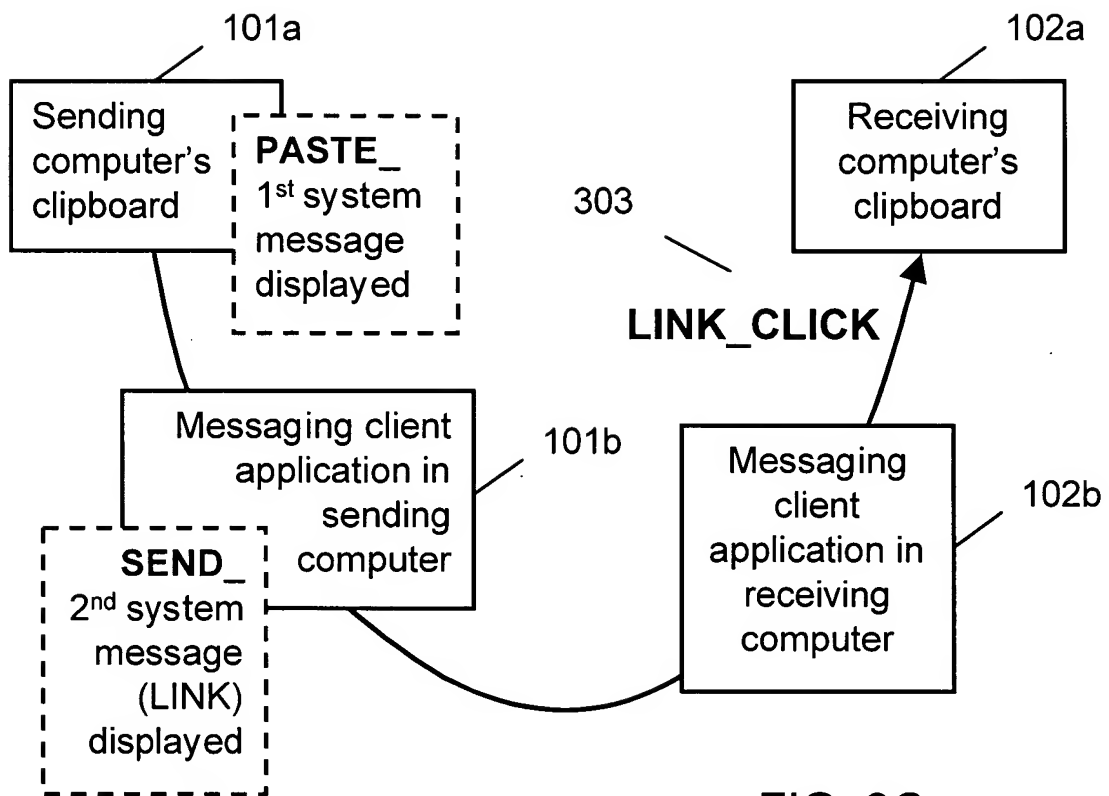 101a
102a
Sending
computer's
clipboard
PASTE_
1st system
message
displayed
303
Receiving
computer's
clipboard
LINK_CLICK
Messaging client
application in
sending
computer
101b
Messaging
client
application in
receiving
computer
102b
SEND_
2nd system
message
(LINK)
displayed
FIG.